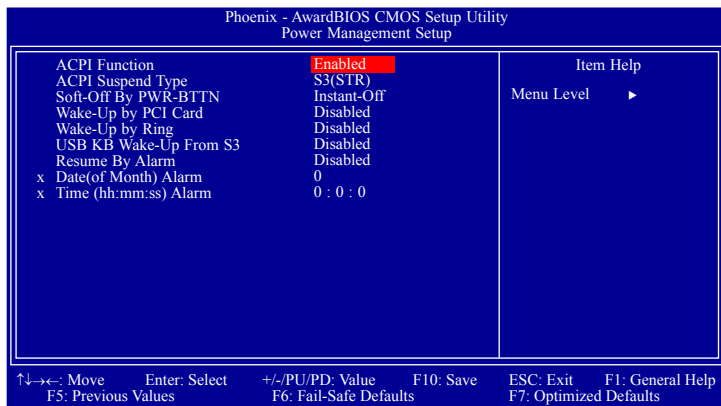 Phoenix - AwardBIOS CMOS Setup Utility
Power Management Setup
ACPI Function Enabled
ACPI Suspend Type S3(STR)
Soft-Off By PWR-BTTN Instant-Off
Wake-Up by PCI Card Disabled
Wake-Up by Ring Disabled
USB KB Wake-Up From S3 Disabled
Resume By Alarm Disabled
x Date(of Month) Alarm 0
x Time (hh:mm:ss) Alarm 0 : 0 : 0
Item Help
Menu Level ►
↑↓→←: Move Enter: Select +/-/PU/PD: Value F10: Save ESC: Exit F1: General Help
F5: Previous Values F6: Fail-Safe Defaults F7: Optimized Defaults